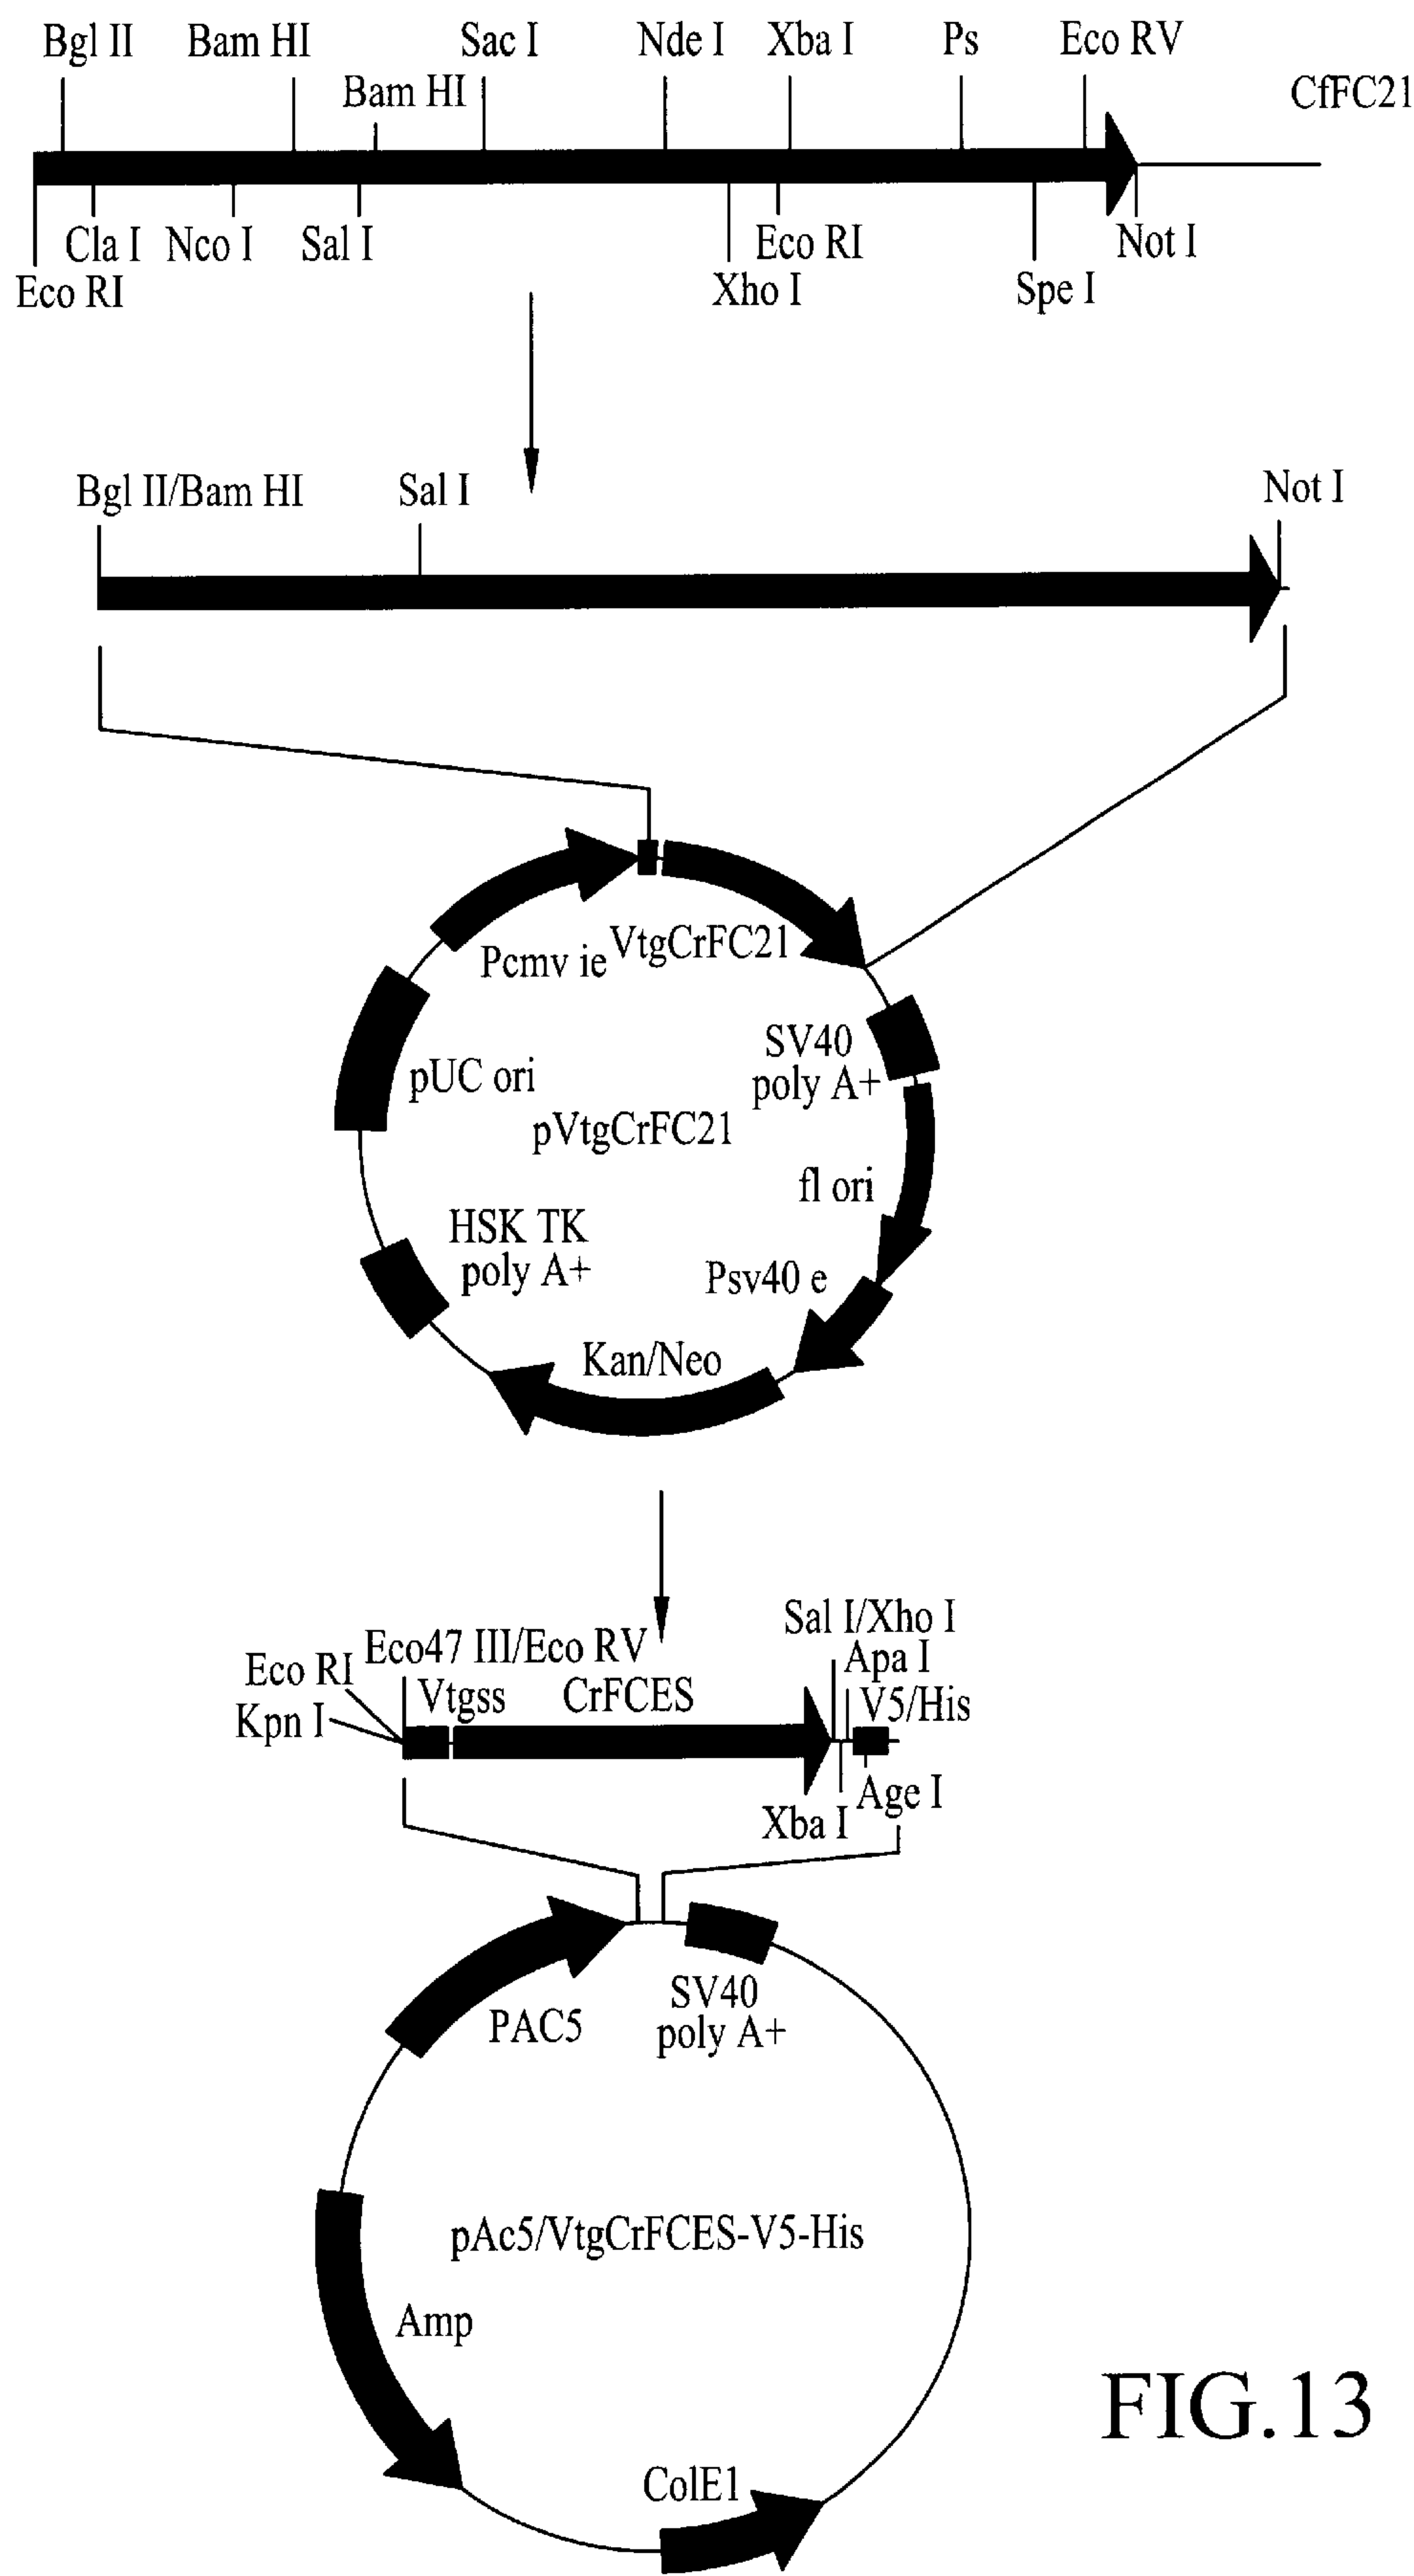 Bgl II Bam HI Sac I Nde I Xba I Ps Eco RV
Bam HI CfFC21
Cla I Nco I Sal I Eco RI Not I
Eco RI Xho I Spe I
Bgl II/Bam HI Sal I Not I
Pcmv ie VtgCrFC21
SV40
poly A+
pUC ori
pVtgCrFC21
fl ori
HSK TK
poly A+
Psv40 e
Kan/Neo
Sal I/Xho I
Eco47 III/Eco RV Apa I
Eco RI Vtgss CrFCES V5/His
Kpn I
Xba I Age I
PAC5
SV40
poly A+
pAc5/VtgCrFCES-V5-His
Amp
ColE1
FIG.13